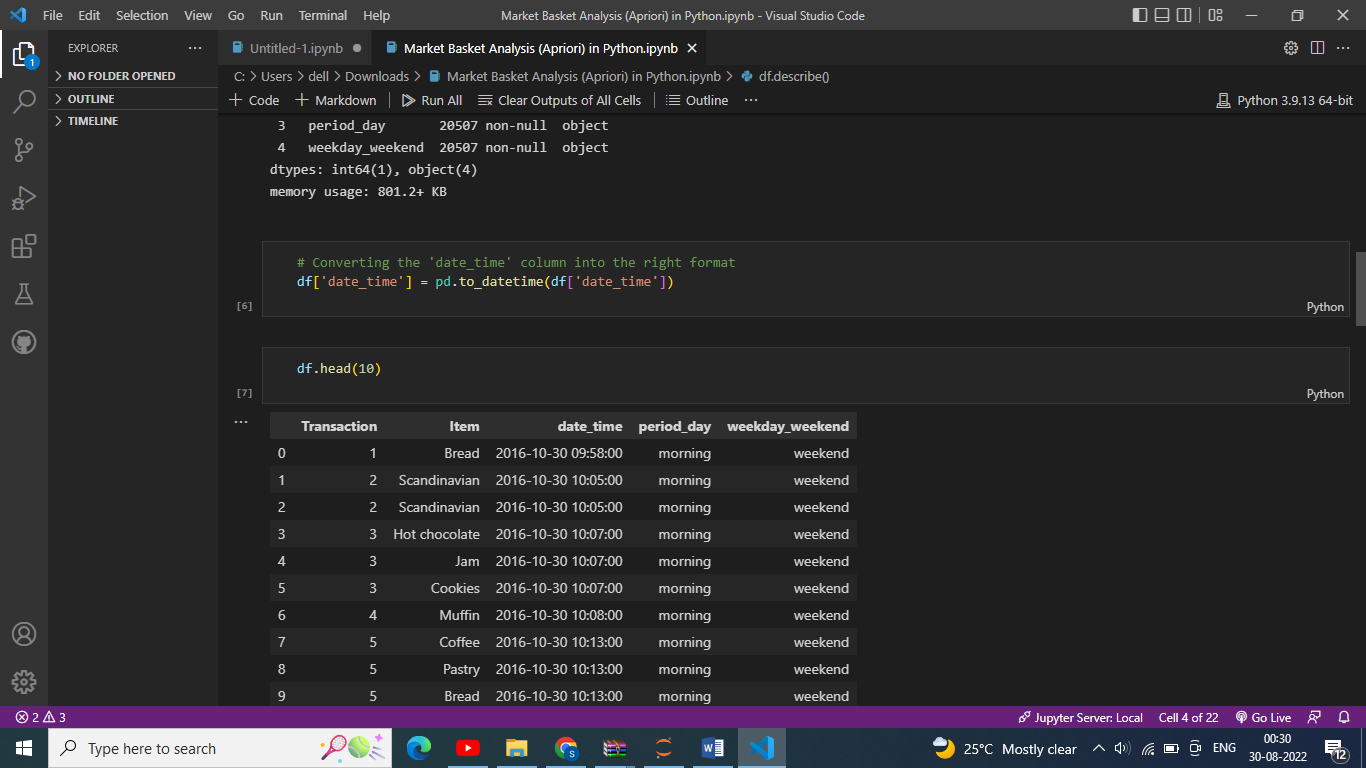 File Edit Selection View Go Run Terminal Help Market Basket Analysis (Apriori) in Python.ipynb - Visual Studio Code
EXPLORER ...
1
NO FOLDER OPENED
OUTLINE
TIMELINE
Untitled-1.ipynb Market Basket Analysis (Apriori) in Python.ipynb
C: > Users > dell > Downloads > Market Basket Analysis (Apriori) in Python.ipynb > df.describe()
Code Markdown Run All Clear Outputs of All Cells Outline ... Python 3.9.13 64-bit
3 period_day 20507 non-null object
4 weekday_weekend 20507 non-null object
dtypes: int64(1), object(4)
memory usage: 801.2+ KB
# Converting the 'date_time' column into the right format
df['date_time'] = pd.to_datetime(df['date_time'])
[6] Python
df.head(10)
[7] Python
...
Transaction Item date_time period_day weekday_weekend
0 1 Bread 2016-10-30 09:58:00 morning weekend
1 2 Scandinavian 2016-10-30 10:05:00 morning weekend
2 2 Scandinavian 2016-10-30 10:05:00 morning weekend
3 3 Hot chocolate 2016-10-30 10:07:00 morning weekend
4 3 Jam 2016-10-30 10:07:00 morning weekend
5 3 Cookies 2016-10-30 10:07:00 morning weekend
6 4 Muffin 2016-10-30 10:08:00 morning weekend
7 5 Coffee 2016-10-30 10:13:00 morning weekend
8 5 Pastry 2016-10-30 10:13:00 morning weekend
9 5 Bread 2016-10-30 10:13:00 morning weekend
2 3 Jupyter Server: Local Cell 4 of 22 Go Live
Type here to search 25°C Mostly clear ENG 00:30
30-08-2022 12